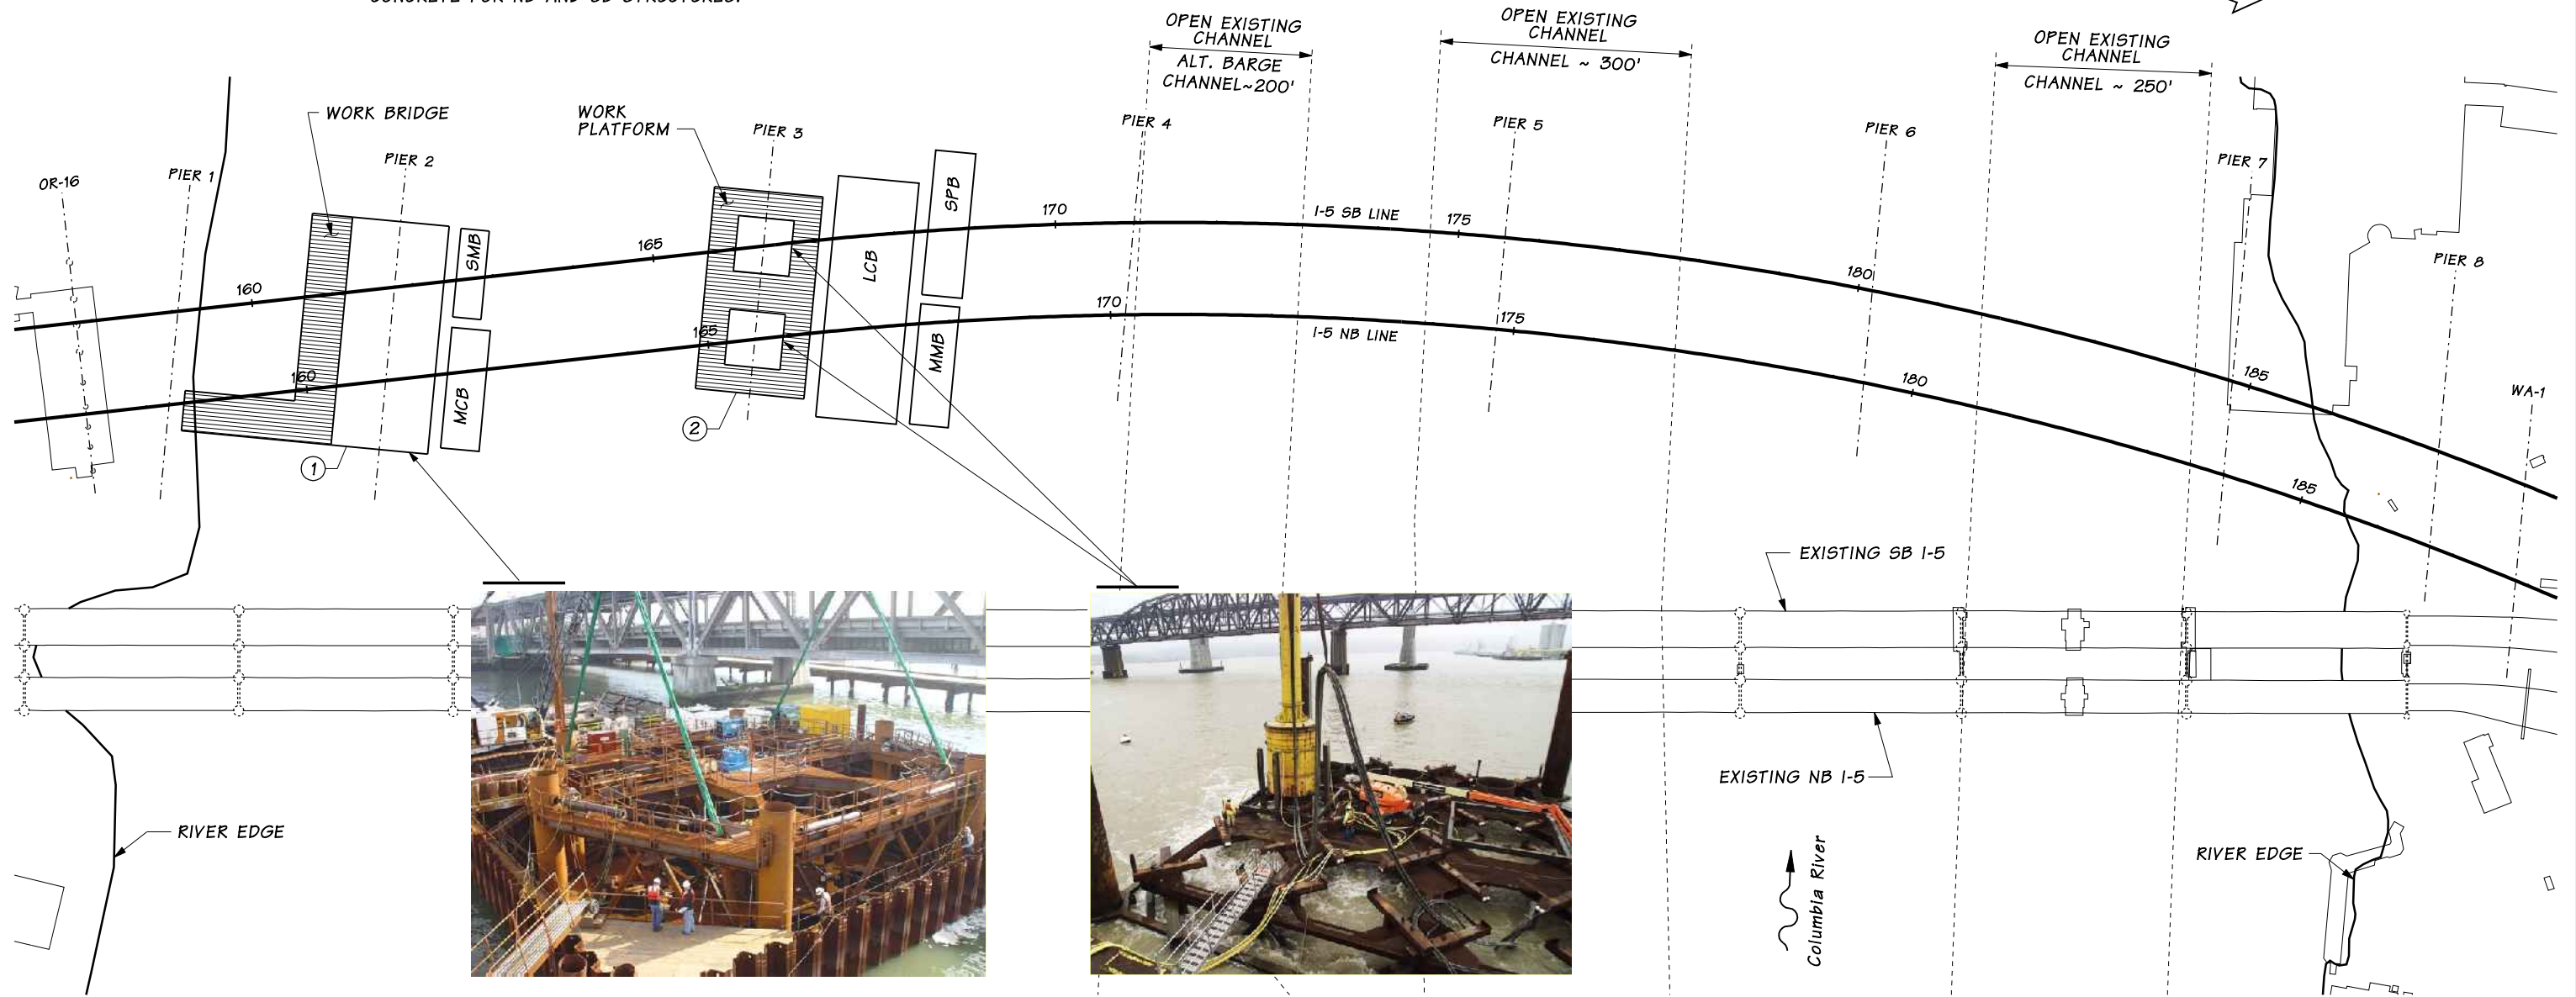 OPEN EXISTING
CHANNEL
ALT. BARGE
CHANNEL~200'
OPEN EXISTING
CHANNEL
CHANNEL ~ 300'
OPEN EXISTING
CHANNEL
CHANNEL ~ 250'
WORK BRIDGE
WORK
PLATFORM
OR-16
PIER 1
PIER 2
PIER 3
PIER 4
PIER 5
PIER 6
PIER 7
PIER 8
WA-1
SMB
MCB
LCB
SPB
MMB
160
165
170
I-5 SB LINE
175
180
185
160
165
170
I-5 NB LINE
175
180
185
1
2
EXISTING SB I-5
EXISTING NB I-5
RIVER EDGE
Columbia River
RIVER EDGE